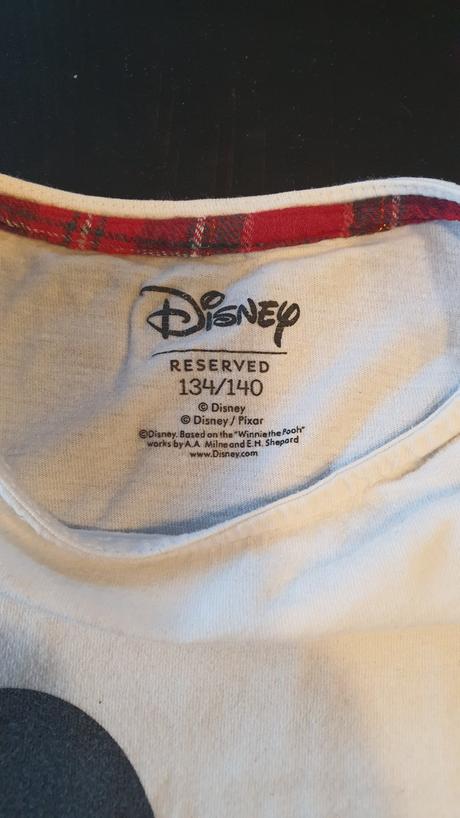 Disney
RESERVED
134/140
© Disney
© Disney / Pixar
©Disney. Based on the "Winnie the Pooh"
works by A.A. Milne and E.H. Shepard
www.Disney.com